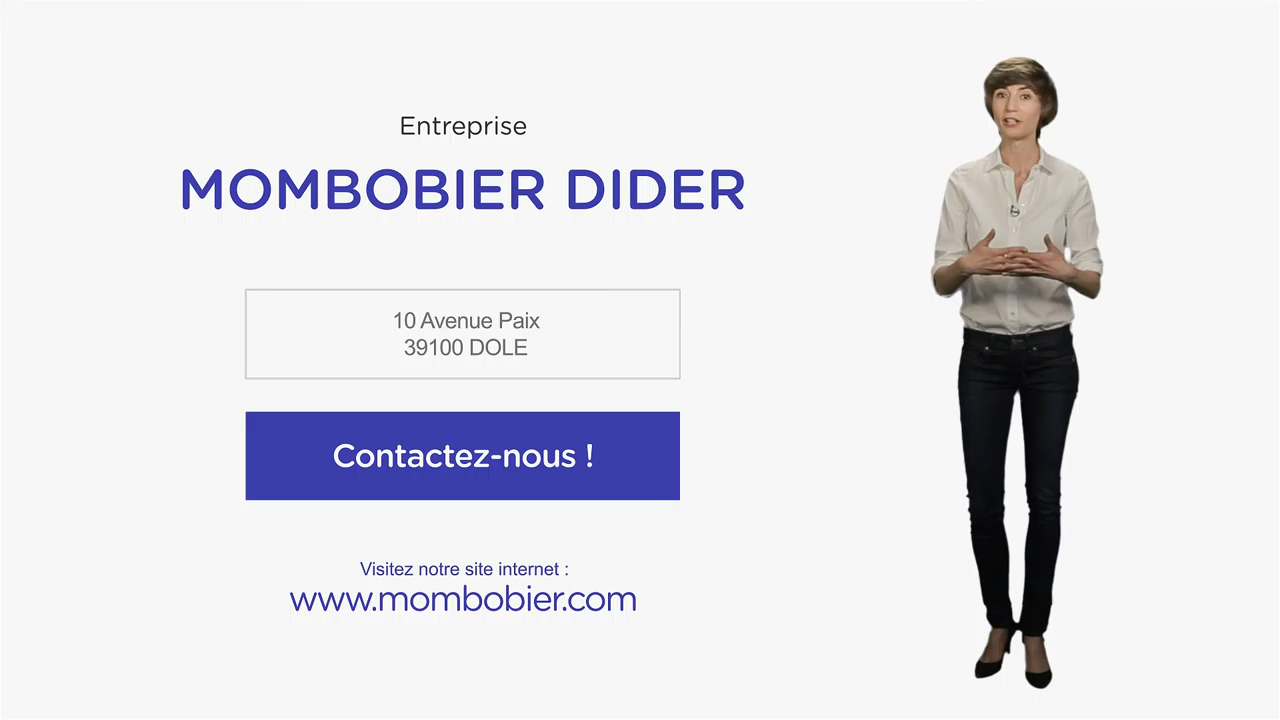 Entreprise
MOMBOBIER DIDER
10 Avenue Paix
39100 DOLE
Contactez-nous !
Visitez notre site internet :
www.mombobier.com